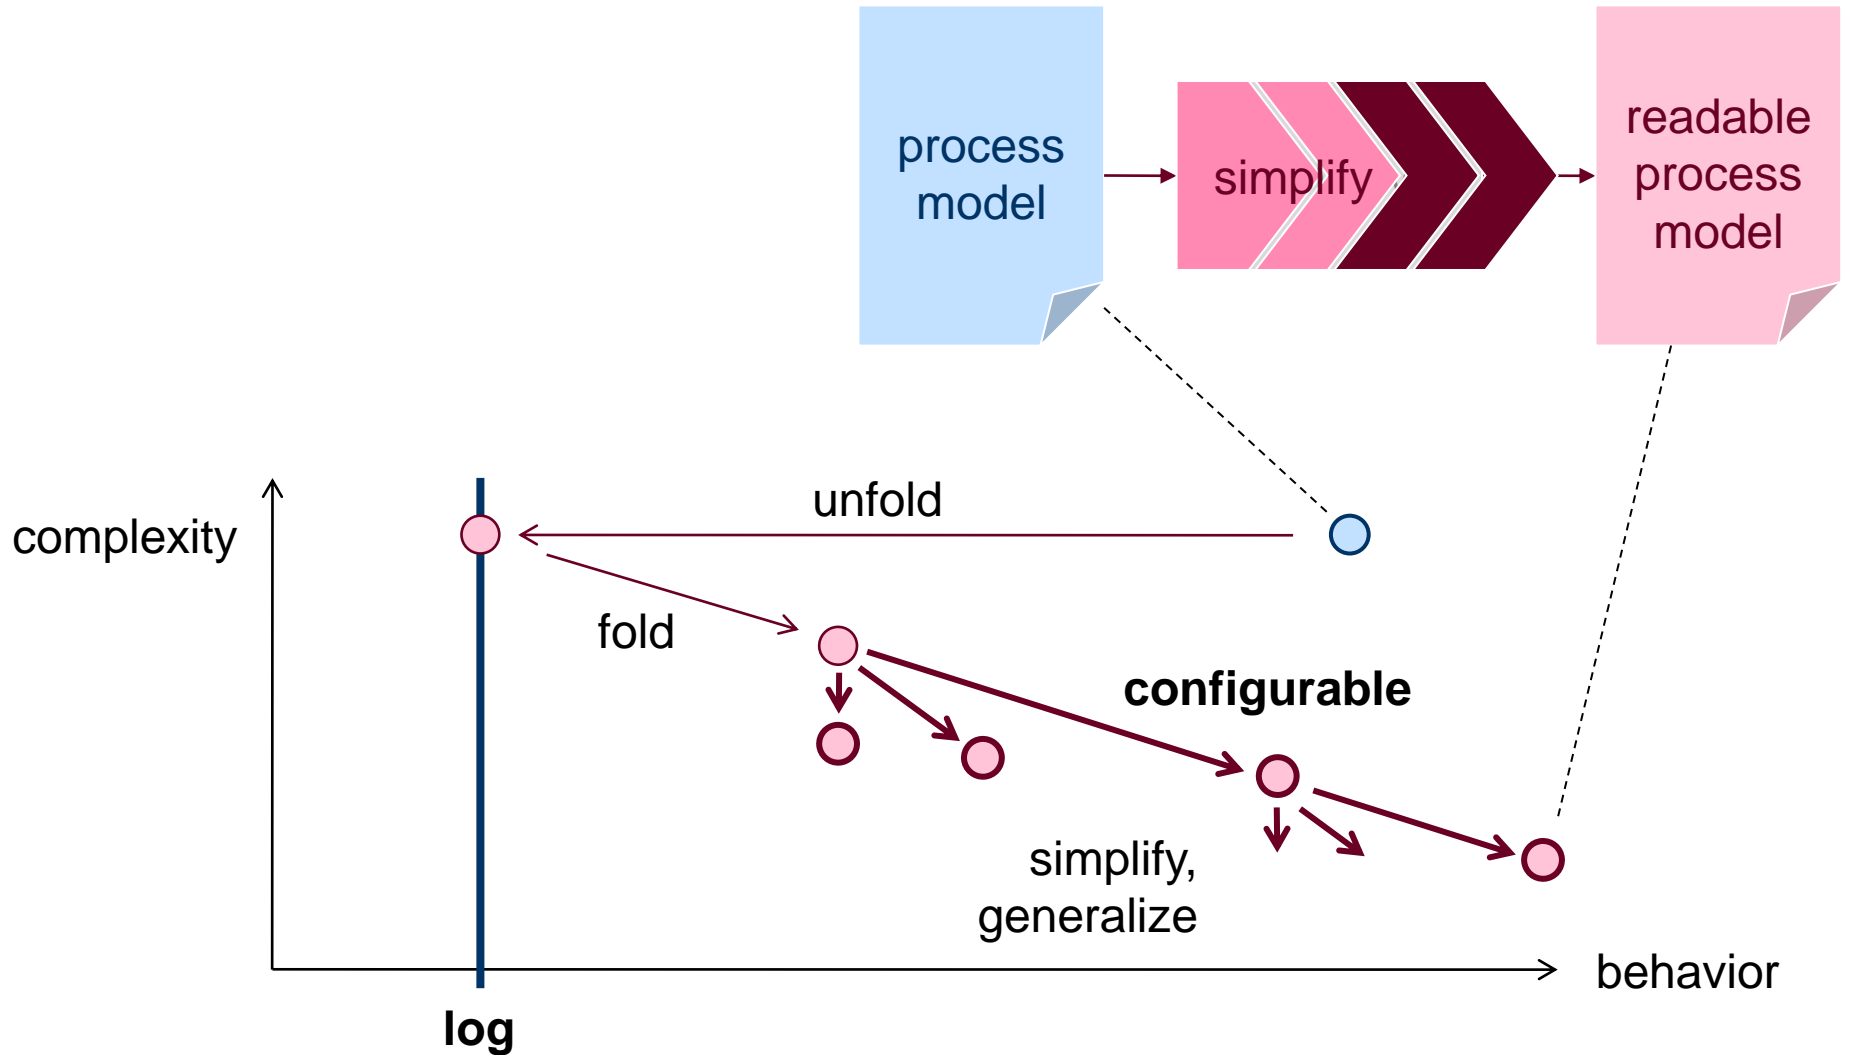 process
model
simplify
readable
process
model
complexity
unfold
fold
configurable
simplify,
generalize
behavior
log